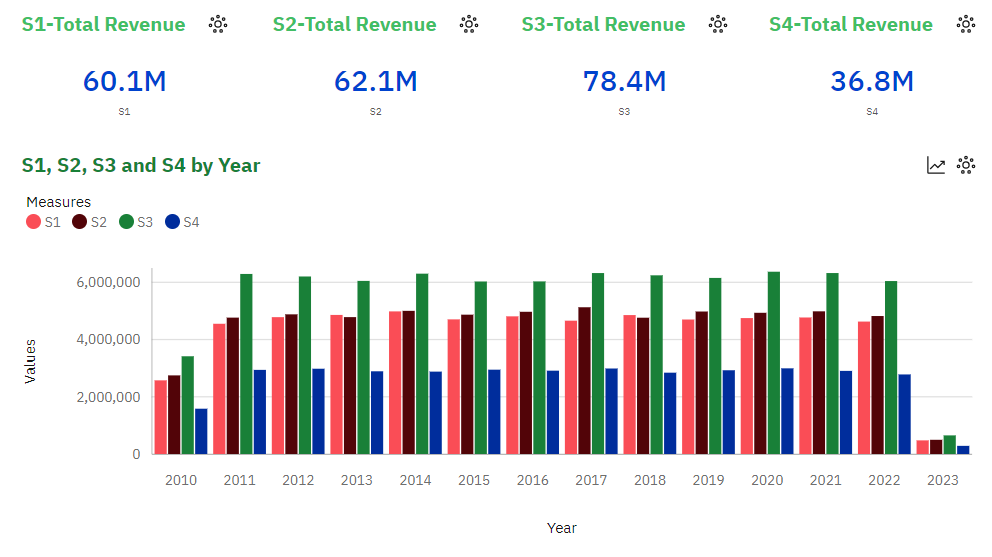 S1-Total Revenue S2-Total Revenue S3-Total Revenue S4-Total Revenue
60.1M 62.1M 78.4M 36.8M
S1 S2 S3 S4
S1, S2, S3 and S4 by Year
Measures
S1 S2 S3 S4
6,000,000
4,000,000
2,000,000
0
Values
2010 2011 2012 2013 2014 2015 2016 2017 2018 2019 2020 2021 2022 2023
Year